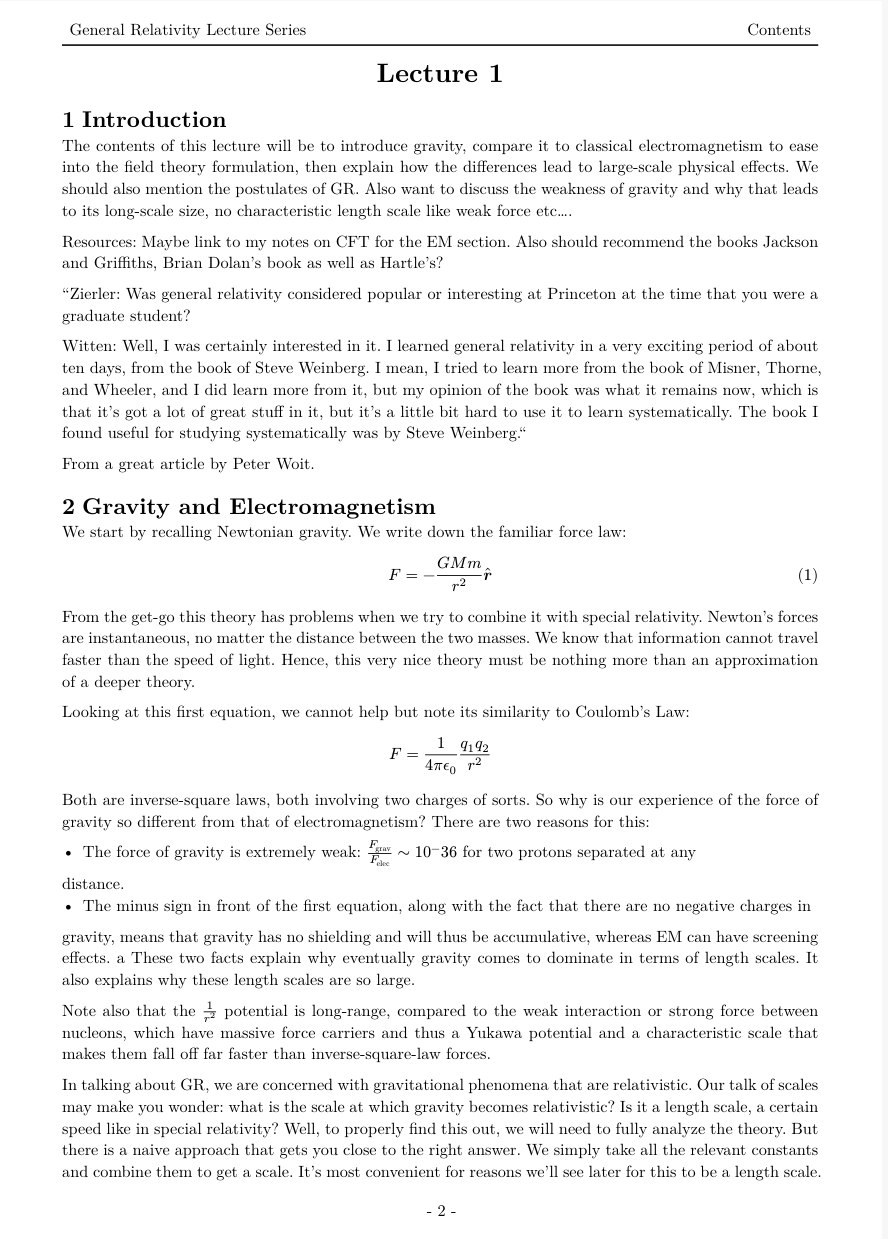 General Relativity Lecture Series
Contents
Lecture 1
1 Introduction
The contents of this lecture will be to introduce gravity, compare it to classical electromagnetism to ease
into the field theory formulation, then explain how the differences lead to large-scale physical effects. We
should also mention the postulates of GR. Also want to discuss the weakness of gravity and why that leads
to its long-scale size, no characteristic length scale like weak force etc….
Resources: Maybe link to my notes on CFT for the EM section. Also should recommend the books Jackson
and Griffiths, Brian Dolan's book as well as Hartle's?
“Zierler: Was general relativity considered popular or interesting at Princeton at the time that you were a
graduate student?
Witten: Well, I was certainly interested in it. I learned general relativity in a very exciting period of about
ten days, from the book of Steve Weinberg. I mean, I tried to learn more from the book of Misner, Thorne,
and Wheeler, and I did learn more from it, but my opinion of the book was what it remains now, which is
that it's got a lot of great stuff in it, but it's a little bit hard to use it to learn systematically. The book I
found useful for studying systematically was by Steve Weinberg.“
From a great article by Peter Woit.
2 Gravity and Electromagnetism
We start by recalling Newtonian gravity. We write down the familiar force law:
F = −\frac{GMm}{r^2} \hat{r} (1)
From the get-go this theory has problems when we try to combine it with special relativity. Newton's forces
are instantaneous, no matter the distance between the two masses. We know that information cannot travel
faster than the speed of light. Hence, this very nice theory must be nothing more than an approximation
of a deeper theory.
Looking at this first equation, we cannot help but note its similarity to Coulomb's Law:
F = \frac{1}{4πϵ_0} \frac{q_1 q_2}{r^2}
Both are inverse-square laws, both involving two charges of sorts. So why is our experience of the force of
gravity so different from that of electromagnetism? There are two reasons for this:
• The force of gravity is extremely weak: \frac{F_{grav}}{F_{elec}} ∼ 10^−36 for two protons separated at any
distance.
• The minus sign in front of the first equation, along with the fact that there are no negative charges in
gravity, means that gravity has no shielding and will thus be accumulative, whereas EM can have screening
effects. a These two facts explain why eventually gravity comes to dominate in terms of length scales. It
also explains why these length scales are so large.
Note also that the \frac{1}{r^2} potential is long-range, compared to the weak interaction or strong force between
nucleons, which have massive force carriers and thus a Yukawa potential and a characteristic scale that
makes them fall off far faster than inverse-square-law forces.
In talking about GR, we are concerned with gravitational phenomena that are relativistic. Our talk of scales
may make you wonder: what is the scale at which gravity becomes relativistic? Is it a length scale, a certain
speed like in special relativity? Well, to properly find this out, we will need to fully analyze the theory. But
there is a naive approach that gets you close to the right answer. We simply take all the relevant constants
and combine them to get a scale. It's most convenient for reasons we'll see later for this to be a length scale.
- 2 -